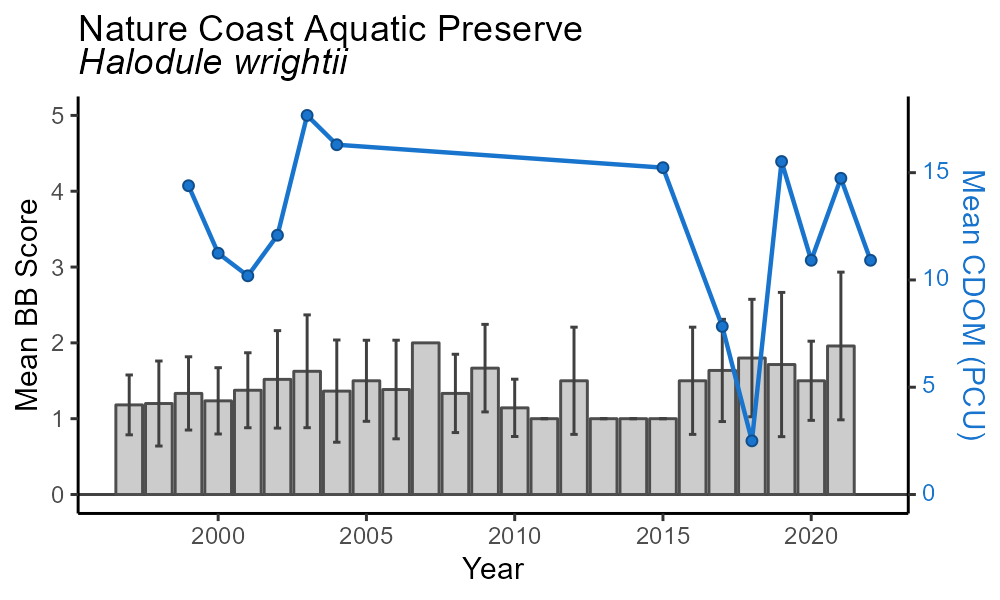 Nature Coast Aquatic Preserve
Halodule wrightii
Mean BB Score
5
4
3
2
1
0
15
10
5
0
Mean CDOM (PCU)
2000 2005 2010 2015 2020
Year